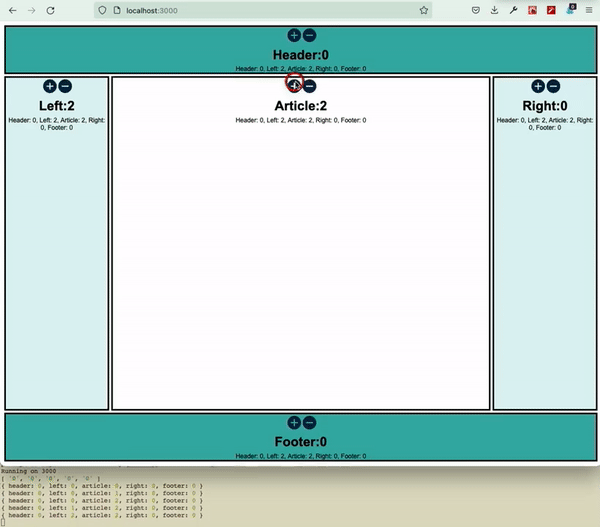 localhost:3000
Header:0
Header: 0, Left: 2, Article: 2, Right: 0, Footer: 0
Left:2
Header: 0, Left: 2, Article: 2, Right:
0, Footer: 0
Article:2
Header: 0, Left: 2, Article: 2, Right: 0, Footer: 0
Right:0
Header: 0, Left: 2, Article: 2, Right:
0, Footer: 0
Footer:0
Header: 0, Left: 2, Article: 2, Right: 0, Footer: 0
Running on 3000
[ '0', '0', '0', '0', '0' ]
{ header: 0, left: 0, article: 0, right: 0, footer: 0 }
{ header: 0, left: 0, article: 1, right: 0, footer: 0 }
{ header: 0, left: 0, article: 2, right: 0, footer: 0 }
{ header: 0, left: 1, article: 2, right: 0, footer: 0 }
{ header: 0, left: 2, article: 2, right: 0, footer: 0 }